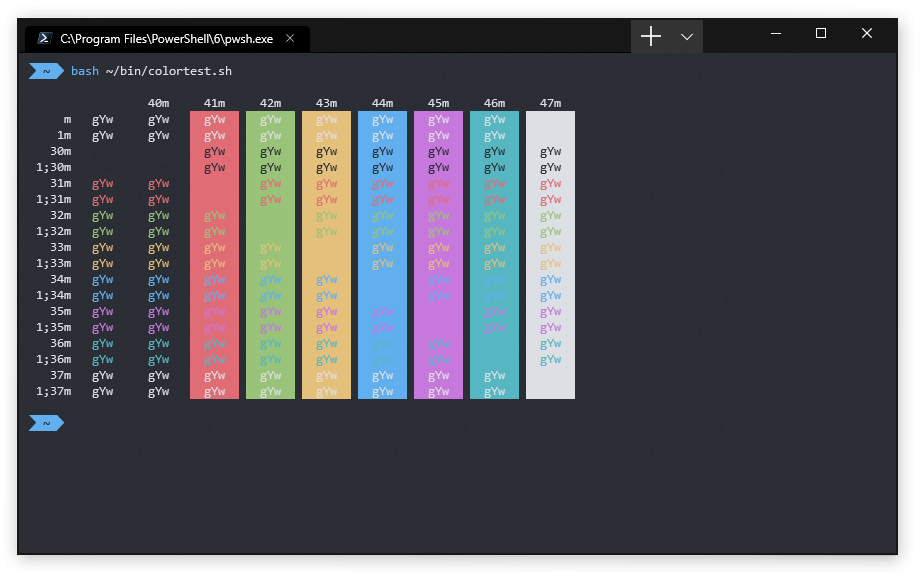 C:\Program Files\PowerShell\6\pwsh.exe
~ bash ~/bin/colortest.sh
40m 41m 42m 43m 44m 45m 46m 47m
m gYw gYw gYw gYw gYw gYw gYw gYw
1m gYw gYw gYw gYw gYw gYw gYw gYw
30m gYw gYw gYw gYw gYw gYw gYw
1;30m gYw gYw gYw gYw gYw gYw gYw
31m gYw gYw gYw gYw gYw gYw gYw gYw
1;31m gYw gYw gYw gYw gYw gYw gYw gYw
32m gYw gYw gYw gYw gYw gYw gYw gYw
1;32m gYw gYw gYw gYw gYw gYw gYw gYw
33m gYw gYw gYw gYw gYw gYw gYw gYw
1;33m gYw gYw gYw gYw gYw gYw gYw gYw
34m gYw gYw gYw gYw gYw gYw gYw gYw
1;34m gYw gYw gYw gYw gYw gYw gYw gYw
35m gYw gYw gYw gYw gYw gYw gYw gYw
1;35m gYw gYw gYw gYw gYw gYw gYw gYw
36m gYw gYw gYw gYw gYw gYw gYw gYw
1;36m gYw gYw gYw gYw gYw gYw gYw gYw
37m gYw gYw gYw gYw gYw gYw gYw gYw
1;37m gYw gYw gYw gYw gYw gYw gYw gYw
~